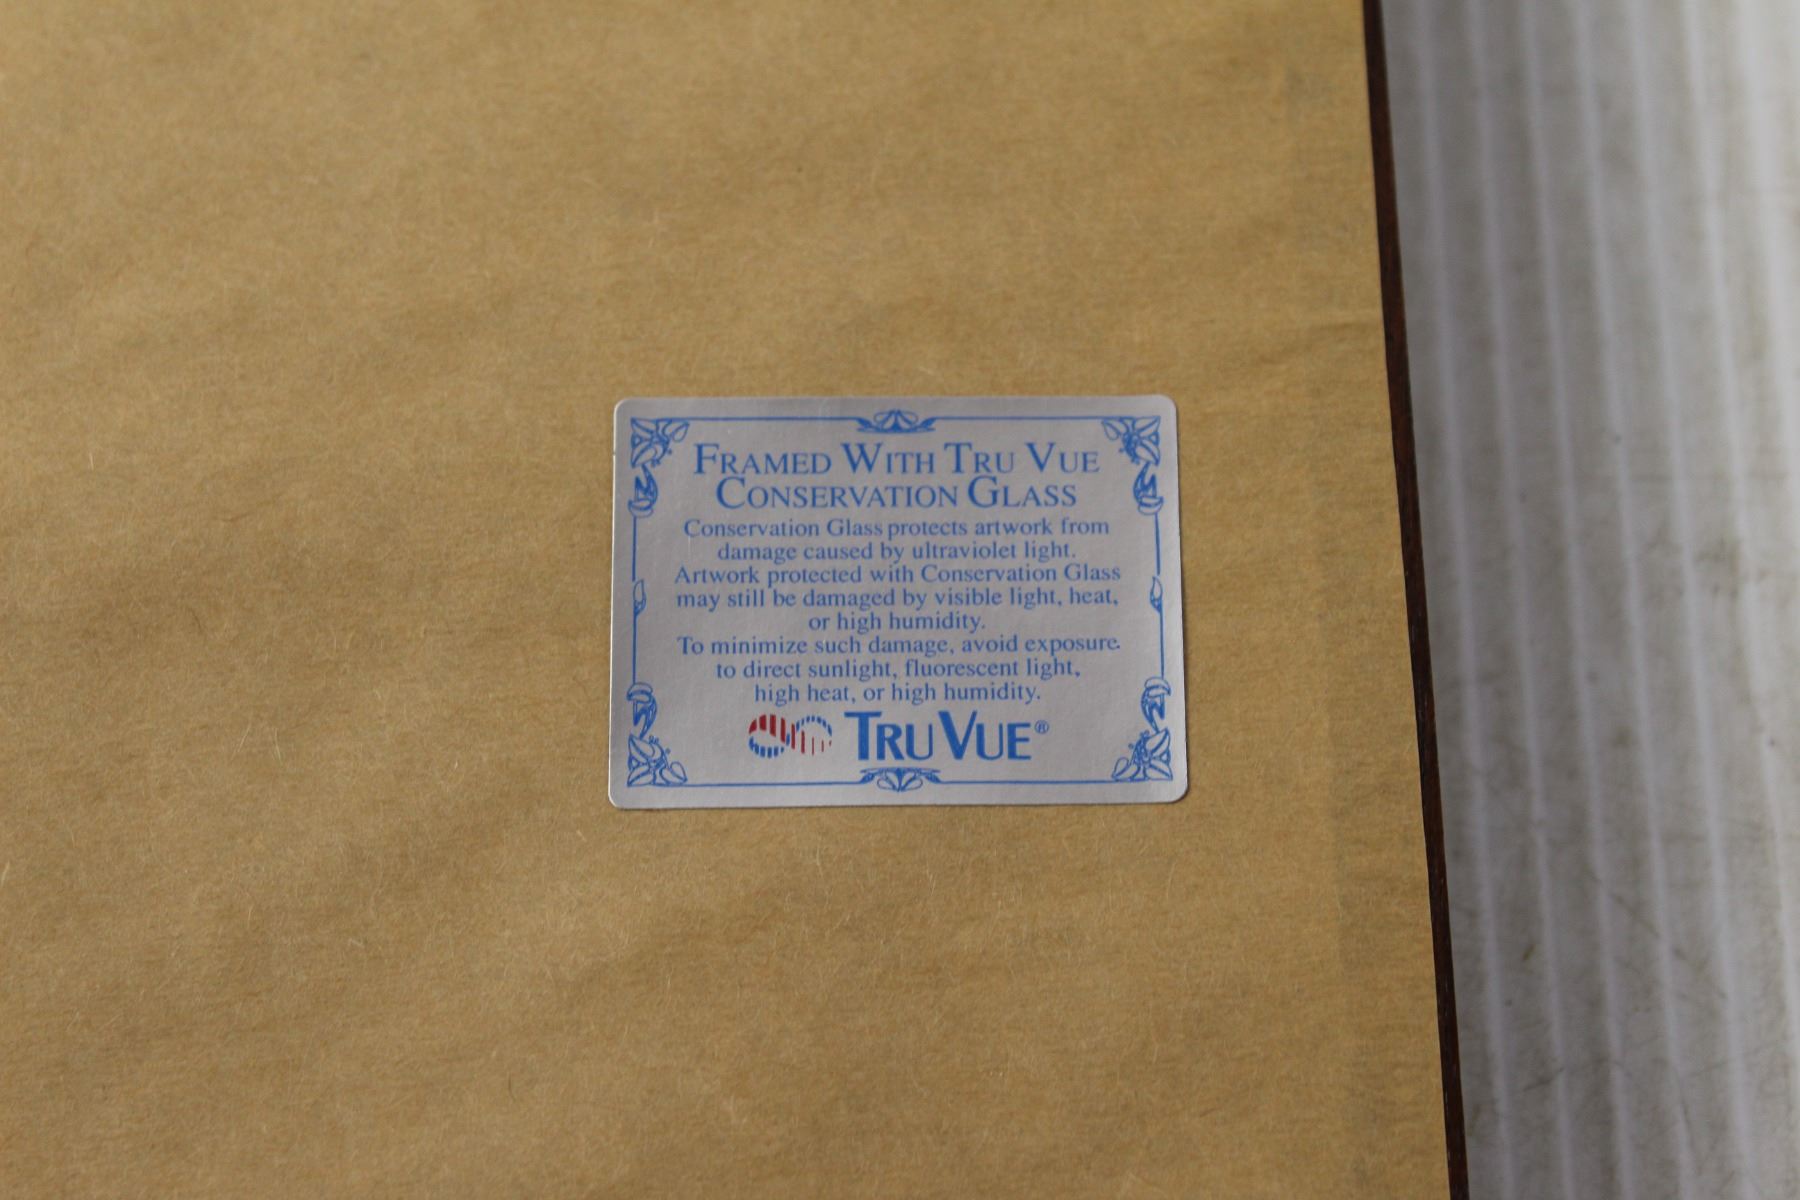 FRAMED WITH TRU VUE
CONSERVATION GLASS
Conservation Glass protects artwork from
damage caused by ultraviolet light.
Artwork protected with Conservation Glass
may still be damaged by visible light, heat,
or high humidity.
To minimize such damage, avoid exposure
to direct sunlight, fluorescent light,
high heat, or high humidity.
TRU VUE®